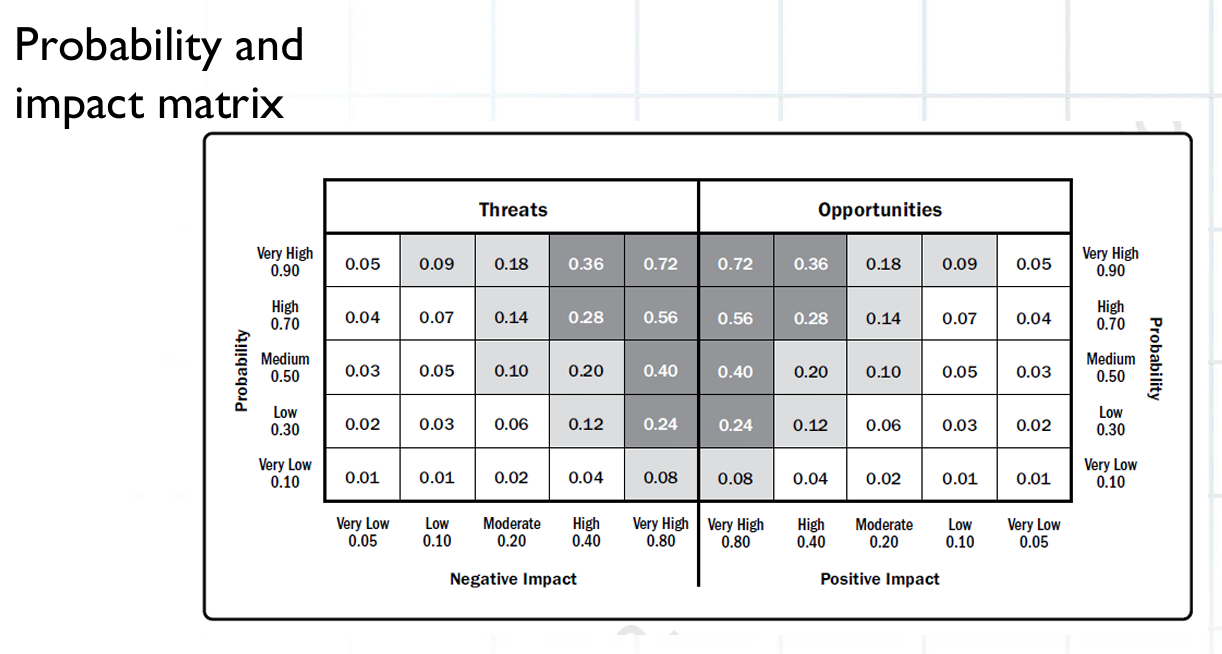 Probability and
impact matrix
Threats Opportunities
Very High
0.90
0.05 0.09 0.18 0.36 0.72 0.72 0.36 0.18 0.09 0.05
Very High
0.90
High
0.70
0.04 0.07 0.14 0.28 0.56 0.56 0.28 0.14 0.07 0.04
High
0.70
Probability
Medium
0.50
0.03 0.05 0.10 0.20 0.40 0.40 0.20 0.10 0.05 0.03
Medium
0.50
Probability
Low
0.30
0.02 0.03 0.06 0.12 0.24 0.24 0.12 0.06 0.03 0.02
Low
0.30
Very Low
0.10
0.01 0.01 0.02 0.04 0.08 0.08 0.04 0.02 0.01 0.01
Very Low
0.10
Very Low Low Moderate High Very High Very High High Moderate Low Very Low
0.05 0.10 0.20 0.40 0.80 0.80 0.40 0.20 0.10 0.05
Negative Impact Positive Impact